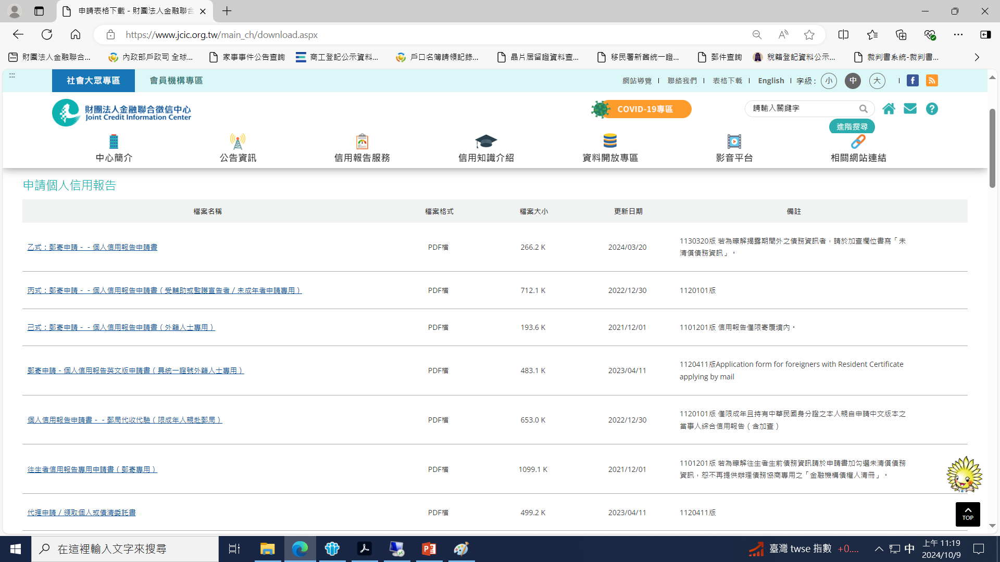 申請表格下載 - 財團法人金融聯合
https://www.jcic.org.tw/main_ch/download.aspx
財團法人金融聯合... 內政部戶政司 全球... 家事事件公告查詢 商工登記公示資料... 戶口名簿請領記錄... 晶片居留證資料查... 移民署新舊統一證... 郵件查詢 稅籍登記資料公示... 裁判書系統-裁判書...
:::
社會大眾專區 會員機構專區 網站導覽 聯絡我們 表格下載 English 字級: 小 中 大
財團法人金融聯合徵信中心
Joint Credit Information Center
COVID-19專區
請輸入關鍵字
進階搜尋
中心簡介 公告資訊 信用報告服務 信用知識介紹 資料開放專區 影音平台 相關網站連結
申請個人信用報告
檔案名稱 檔案格式 檔案大小 更新日期 備註
乙式：郵寄申請－－個人信用報告申請書 PDF檔 266.2 K 2024/03/20 1130320版 若為瞭解揭露期間外之債務資訊者，請於加查欄位書寫「未
清償債務資訊」。
丙式：郵寄申請－－個人信用報告申請書（受輔助或監護宣告者／未成年者申請專用） PDF檔 712.1 K 2022/12/30 1120101版
己式：郵寄申請－－個人信用報告申請書（外籍人士專用） PDF檔 193.6 K 2021/12/01 1101201版 信用報告僅限寄覆境內。
郵寄申請－個人信用報告英文版申請書（具統一證號外籍人士專用） PDF檔 483.1 K 2023/04/11 1120411版Application form for foreigners with Resident Certificate
applying by mail
個人信用報告申請書－－郵局代收代驗（限成年人親赴郵局） PDF檔 653.0 K 2022/12/30 1120101版 僅限成年且持有中華民國身分證之本人親自申請中文版本之
當事人綜合信用報告（含加查）
往生者信用報告專用申請書（郵寄專用） PDF檔 1099.1 K 2021/12/01 1101201版 若為瞭解往生者生前債務資訊請於申請書加勾選未清償債務
資訊，恕不再提供辦理債務協商專用之「金融機構債權人清冊」。
代理申請／領取個人或債清委託書 PDF檔 499.2 K 2023/04/11 1120411版
TOP
在這裡輸入文字來搜尋
臺灣 twse 指數 +0....
中
上午 11:19
2024/10/9